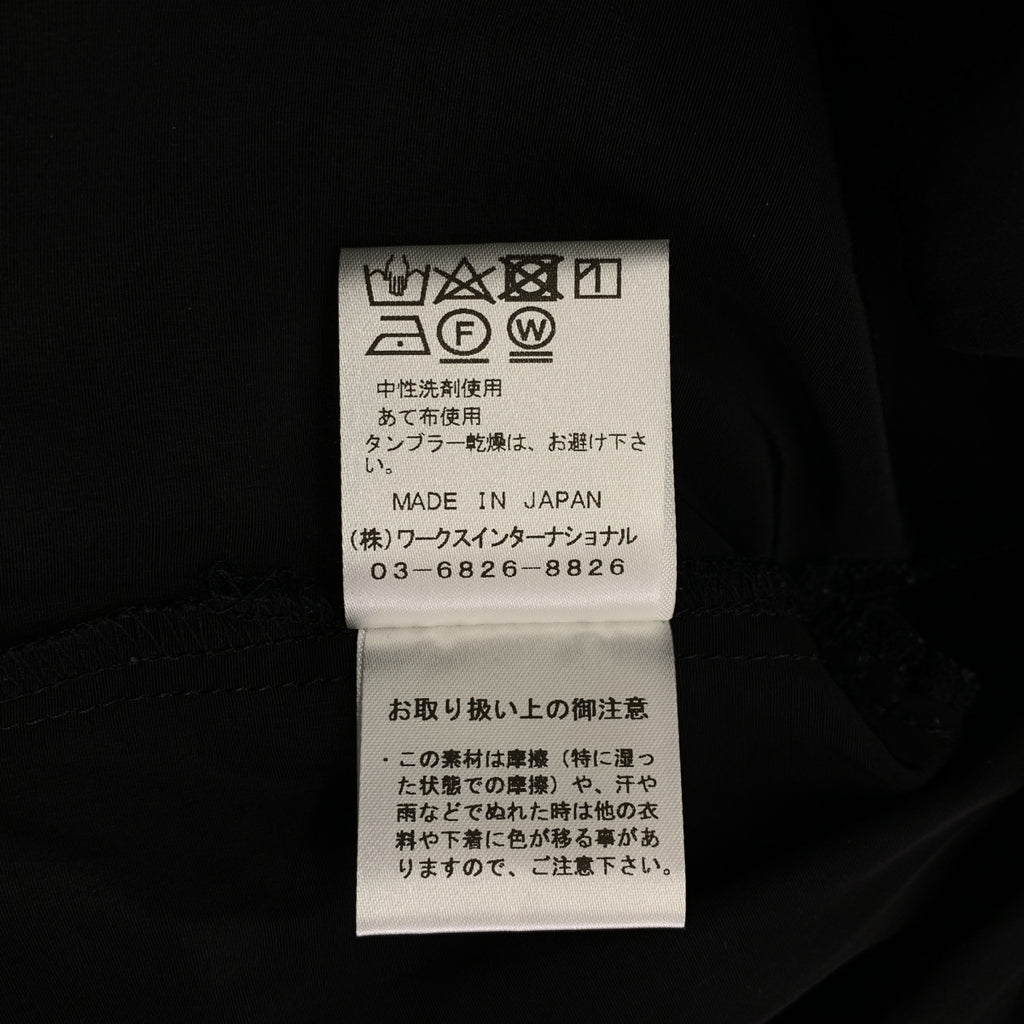 F W
中性洗剤使用
あて布使用
タンブラー乾燥は、お避け下さ
い。
MADE IN JAPAN
(株)ワークスインターナショナル
03-6826-8826
お取り扱い上の御注意
・この素材は摩擦（特に湿っ
た状態での摩擦）や、汗や
雨などでぬれた時は他の衣
料や下着に色が移る事があ
りますので、ご注意下さい。